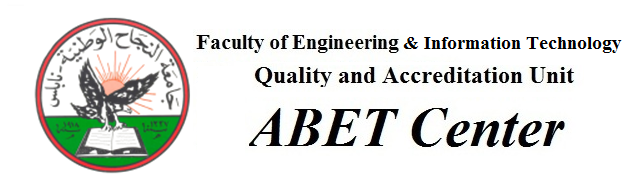 جامعة النجاح الوطنية - نابلس
Faculty of Engineering & Information Technology
Quality and Accreditation Unit
ABET Center